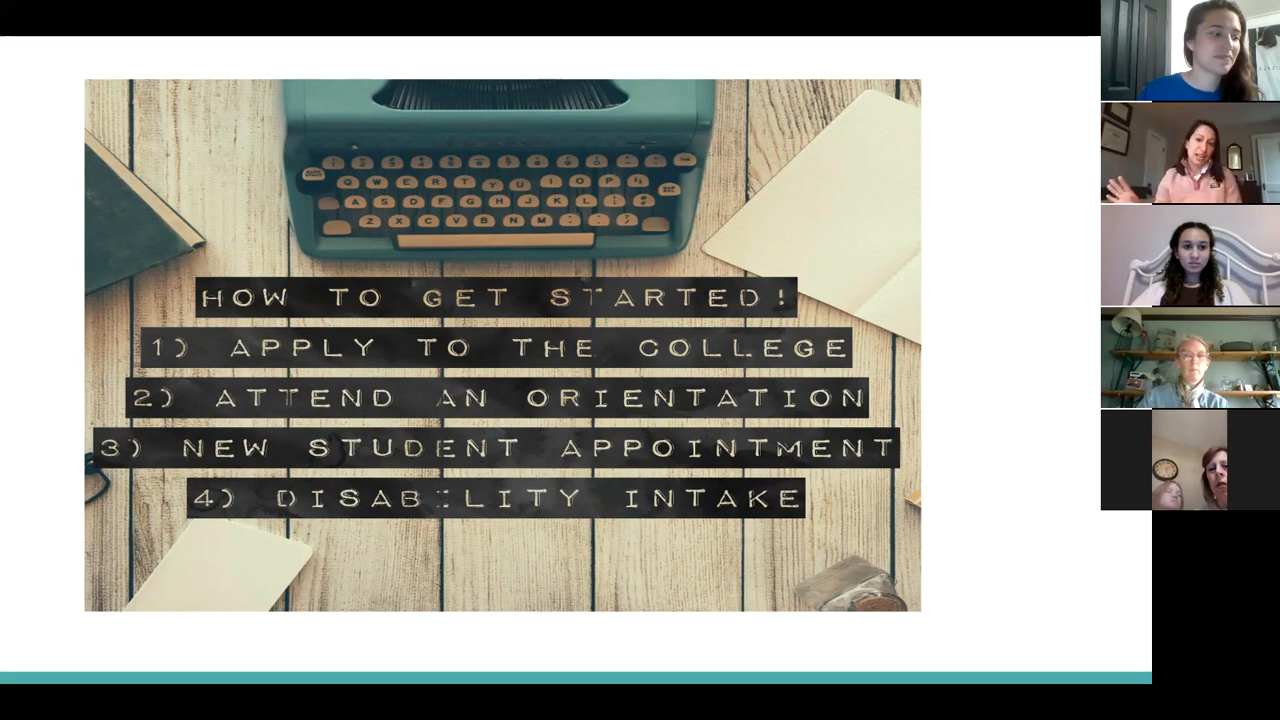 HOW TO GET STARTED!
1) APPLY TO THE COLLEGE
2) ATTEND AN ORIENTATION
3) NEW STUDENT APPOINTMENT
4) DISABILITY INTAKE
Q W E R T Y U I O P
A S D F G H J K L
Z X C V B N M